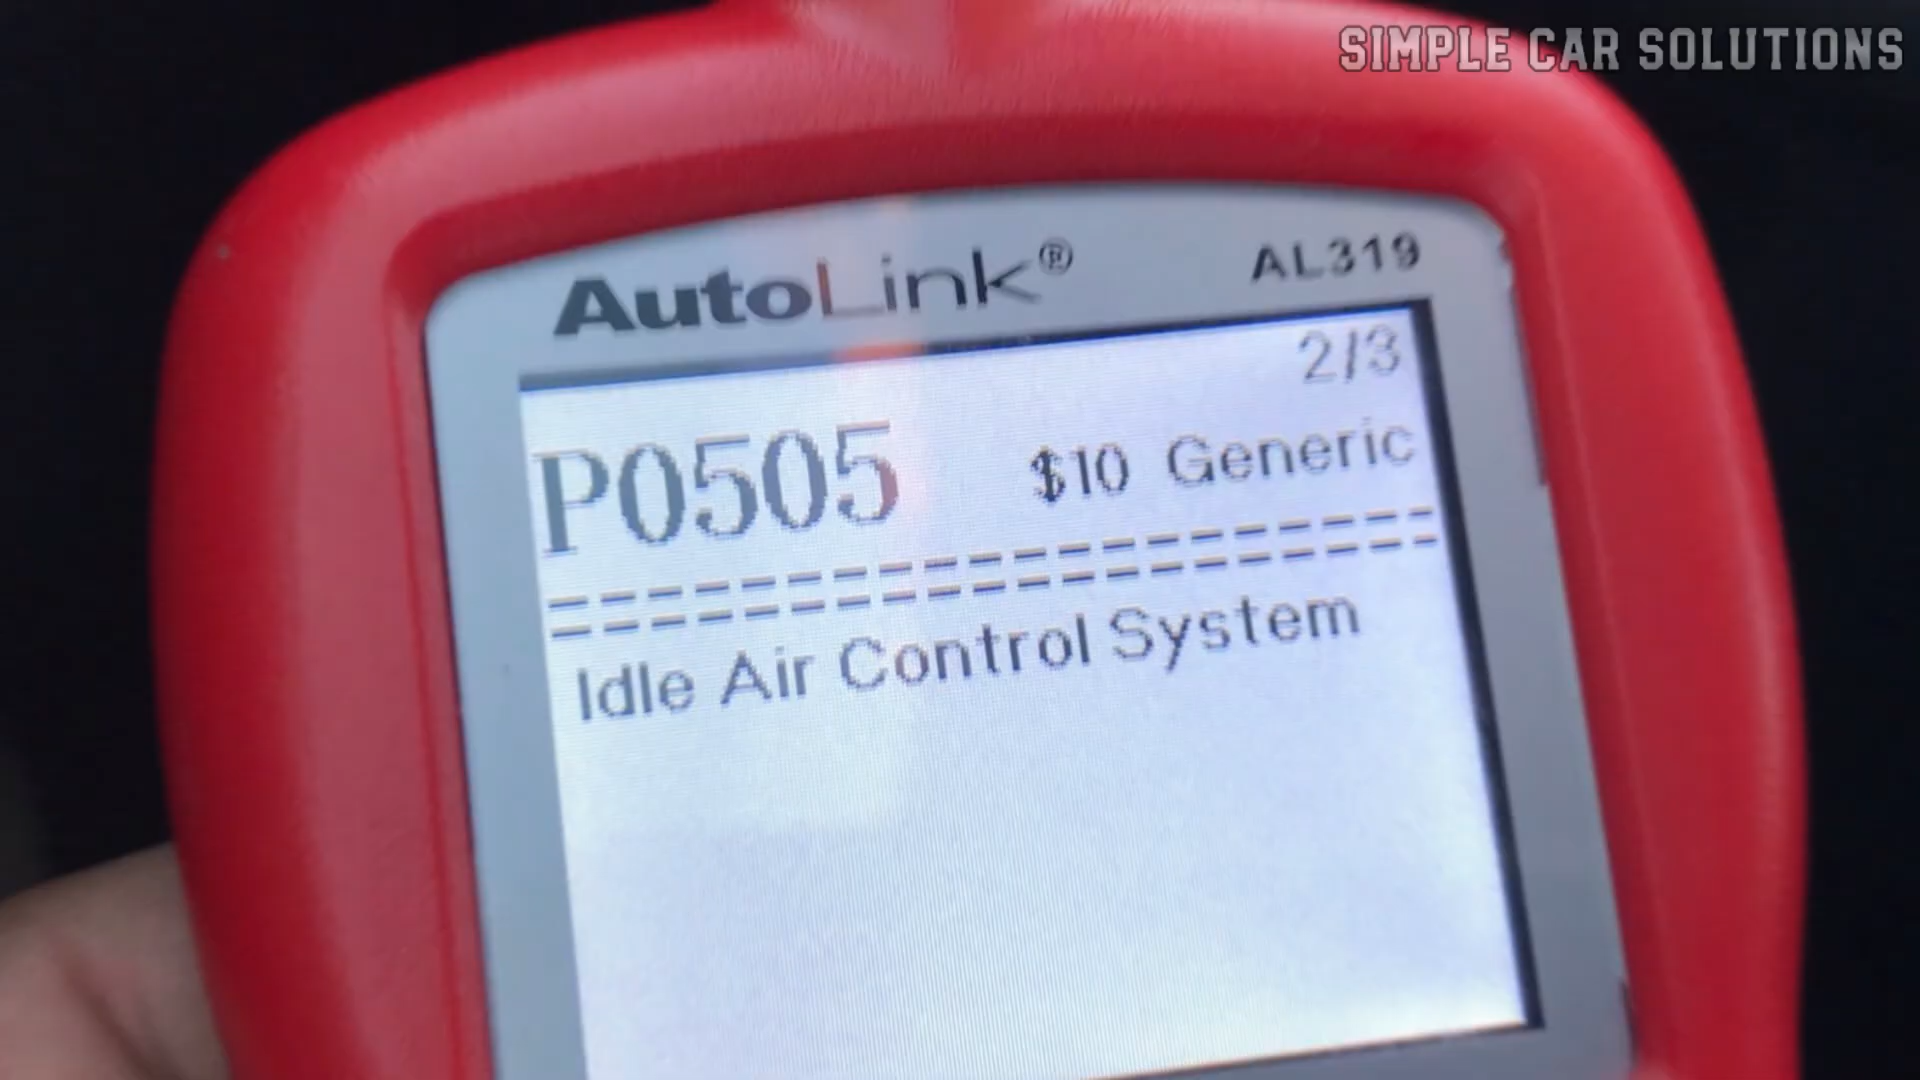 SIMPLE CAR SOLUTIONS
AutoLink® AL319
2/3
P0505 $10 Generic
==================
Idle Air Control System